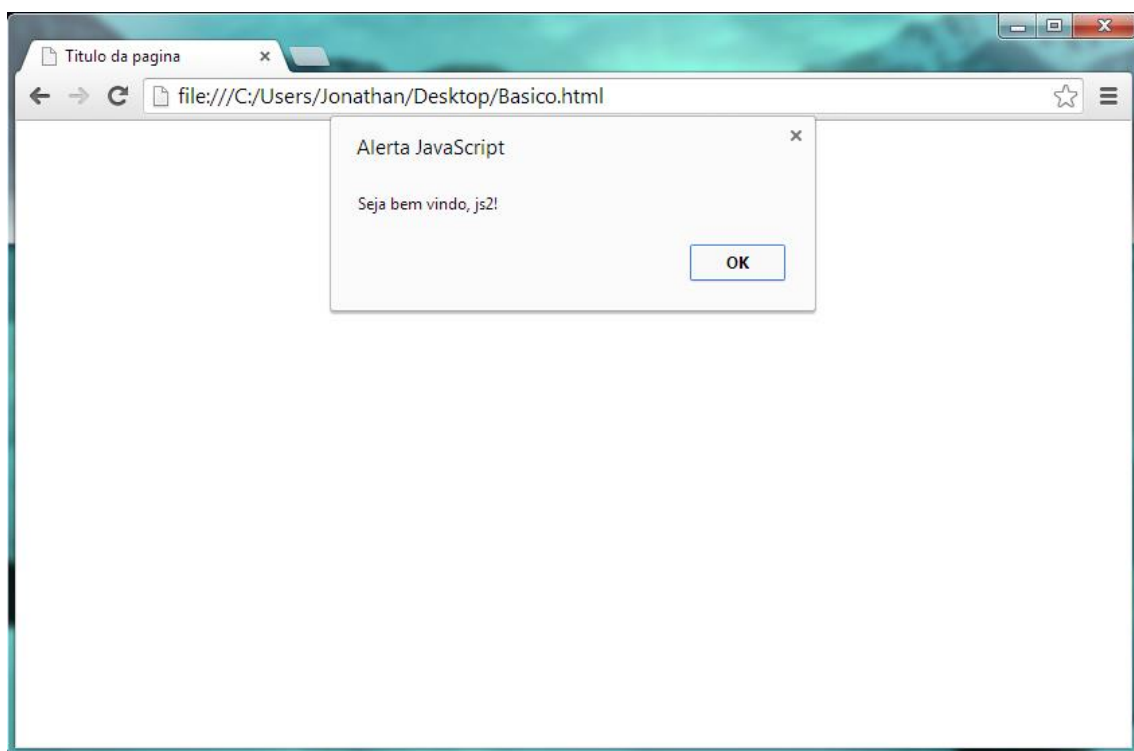 Titulo da pagina
file:///C:/Users/Jonathan/Desktop/Basico.html
Alerta JavaScript
Seja bem vindo, js2!
OK